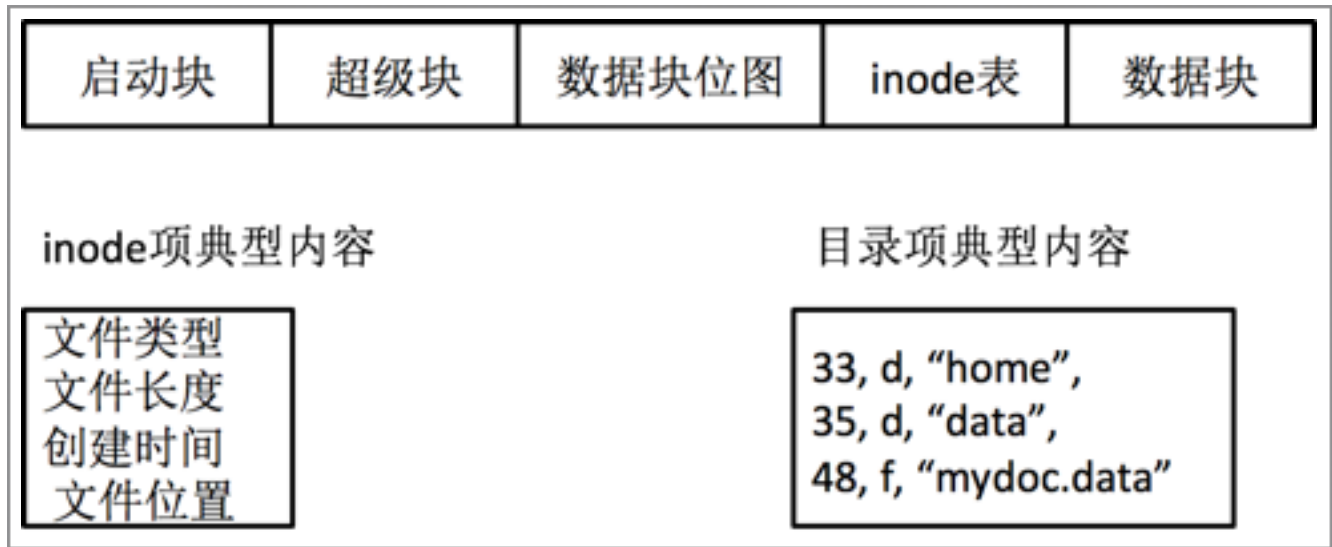 启动块 超级块 数据块位图 inode表 数据块
inode项典型内容 目录项典型内容
文件类型
文件长度
创建时间
文件位置
33, d, “home”,
35, d, “data”,
48, f, “mydoc.data”